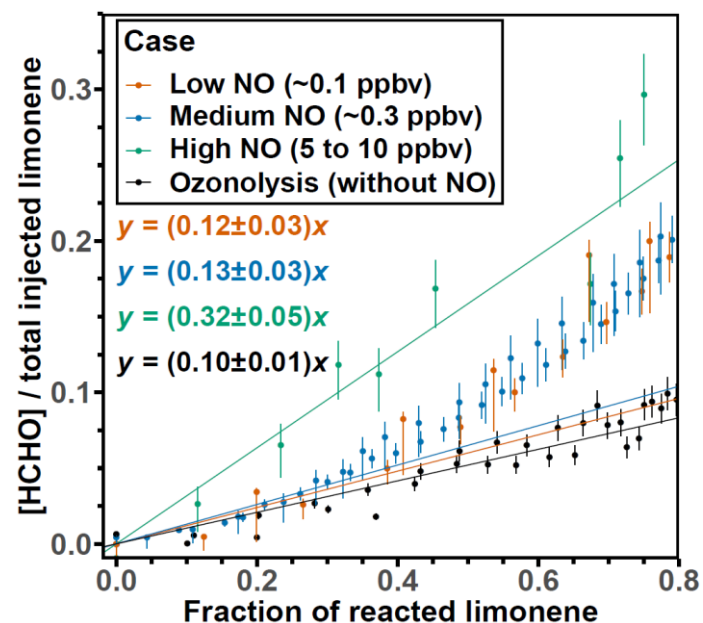 Case
Low NO (~0.1 ppbv)
Medium NO (~0.3 ppbv)
High NO (5 to 10 ppbv)
Ozonolysis (without NO)
y = (0.12±0.03)x
y = (0.13±0.03)x
y = (0.32±0.05)x
y = (0.10±0.01)x
[HCHO] / total injected limonene
0.3
0.2
0.1
0.0
0.0 0.2 0.4 0.6 0.8
Fraction of reacted limonene